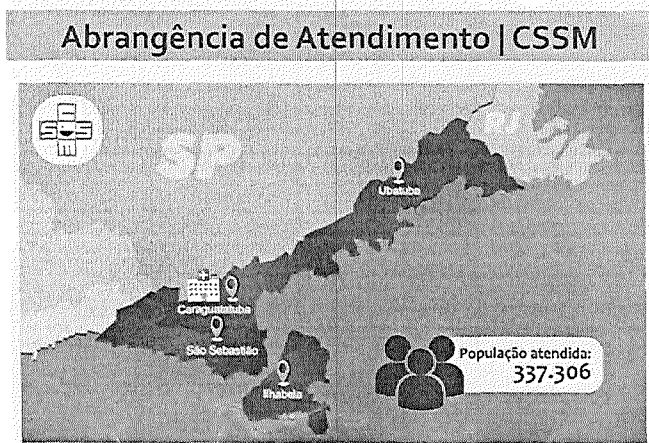 Abrangência de Atendimento | CSSM
SP
Ubatuba
Caraguatatuba
São Sebastião
Ilhabela
População atendida:
337.306